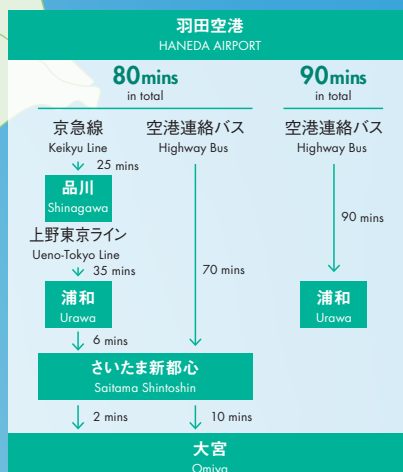 羽田空港
HANEDA AIRPORT
80mins
in total
90mins
in total
京急線
Keikyu Line
空港連絡バス
Highway Bus
空港連絡バス
Highway Bus
25 mins
品川
Shinagawa
上野東京ライン
Ueno-Tokyo Line
35 mins
70 mins
90 mins
浦和
Urawa
浦和
Urawa
6 mins
さいたま新都心
Saitama Shintoshin
2 mins
10 mins
大宮
Omiya